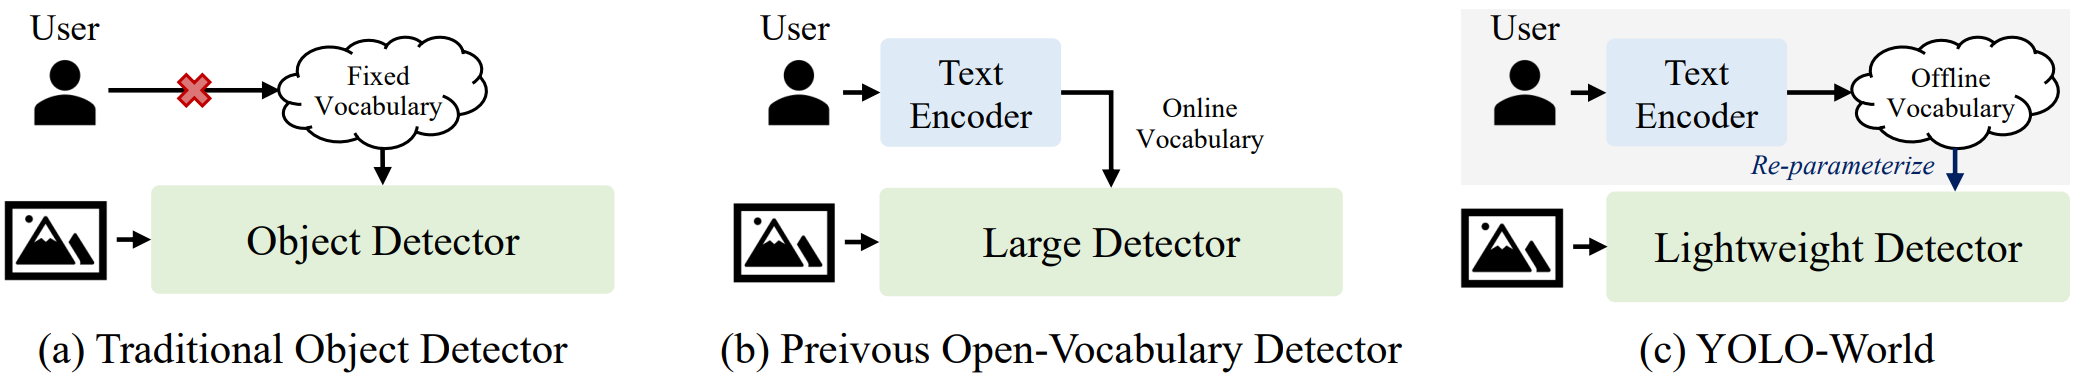 User
Fixed
Vocabulary
Object Detector
(a) Traditional Object Detector
User
Text
Encoder
Online
Vocabulary
Large Detector
(b) Preivous Open-Vocabulary Detector
User
Text
Encoder
Offline
Vocabulary
Re-parameterize
Lightweight Detector
(c) YOLO-World